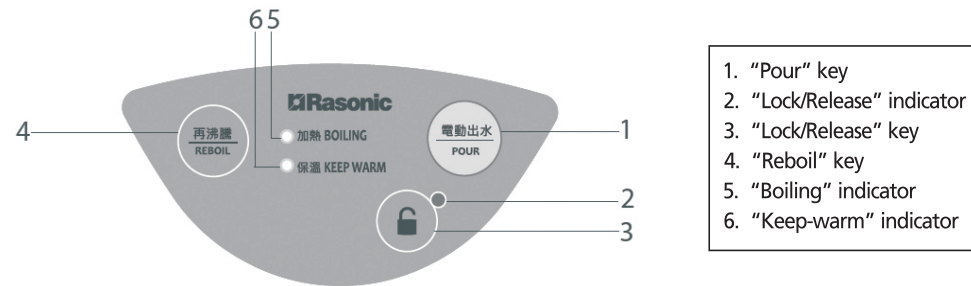 65
Rasonic
4
再沸騰
REBOIL
加熱 BOILING
保溫 KEEP WARM
電動出水
POUR
1
2
3
1. “Pour” key
2. “Lock/Release” indicator
3. “Lock/Release” key
4. “Reboil” key
5. “Boiling” indicator
6. “Keep-warm” indicator